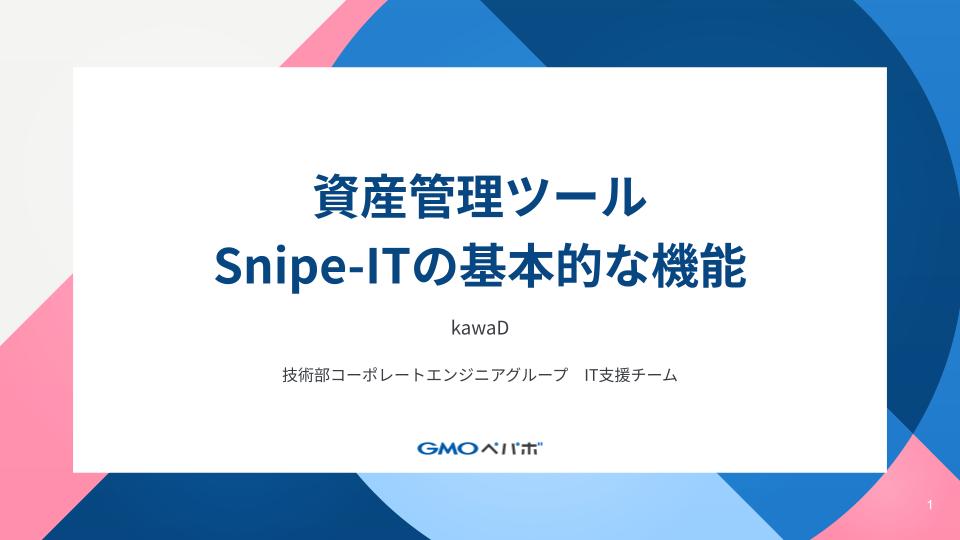 資産管理ツール
Snipe-ITの基本的な機能
kawaD
技術部コーポレートエンジニアグループ　IT支援チーム
GMOペパボ
1